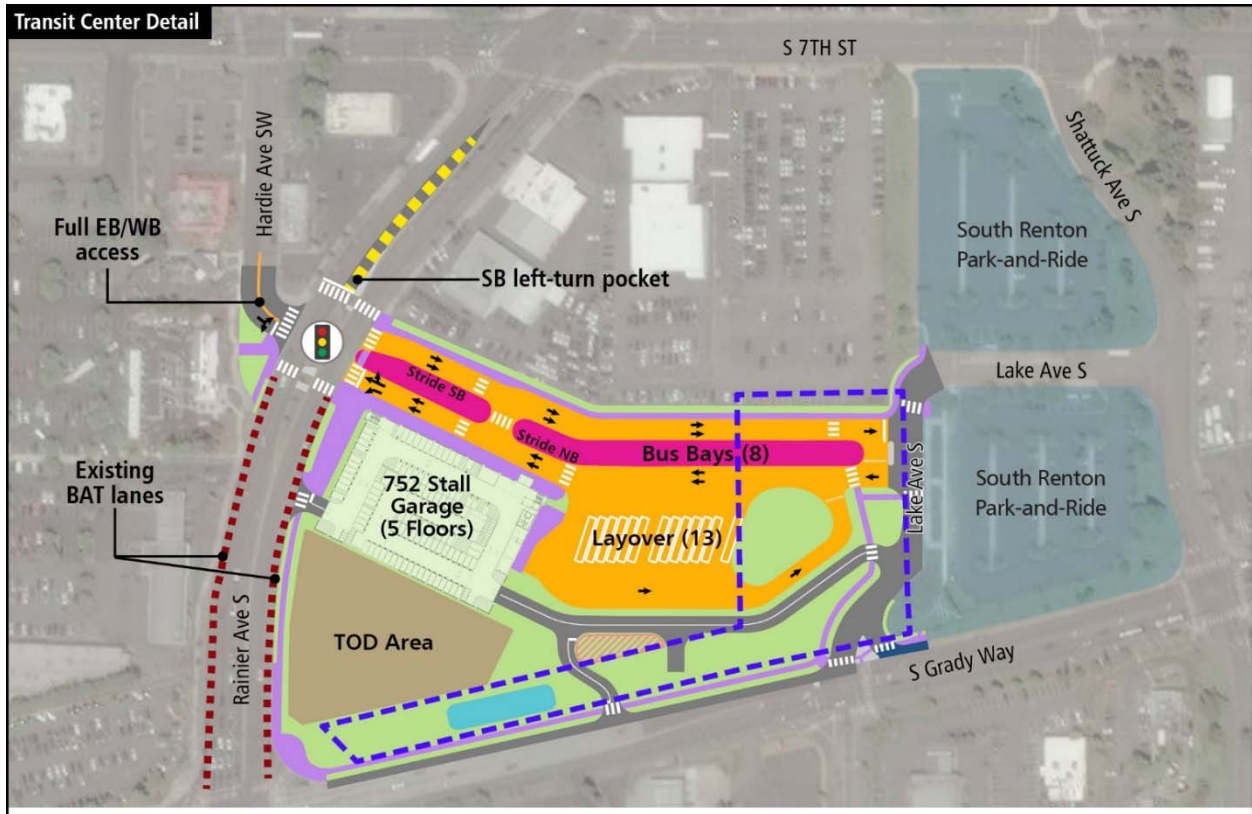 Transit Center Detail
S 7TH ST
Hardie Ave SW
Shattuck Ave S
Full EB/WB
access
SB left-turn pocket
South Renton
Park-and-Ride
Lake Ave S
Stride SB
Stride NB
Bus Bays (8)
Existing
BAT lanes
752 Stall
Garage
(5 Floors)
Layover (13)
Lake Ave S
South Renton
Park-and-Ride
Rainier Ave S
TOD Area
S Grady Way